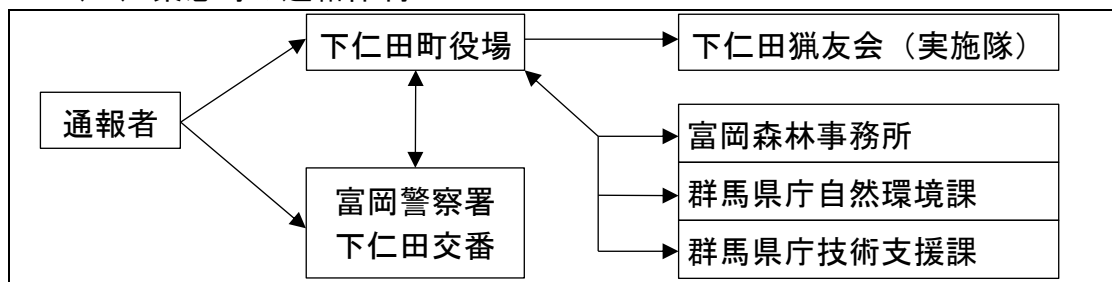 下仁田町役場
下仁田猟友会（実施隊）
通報者
富岡森林事務所
富岡警察署
下仁田交番
群馬県庁自然環境課
群馬県庁技術支援課